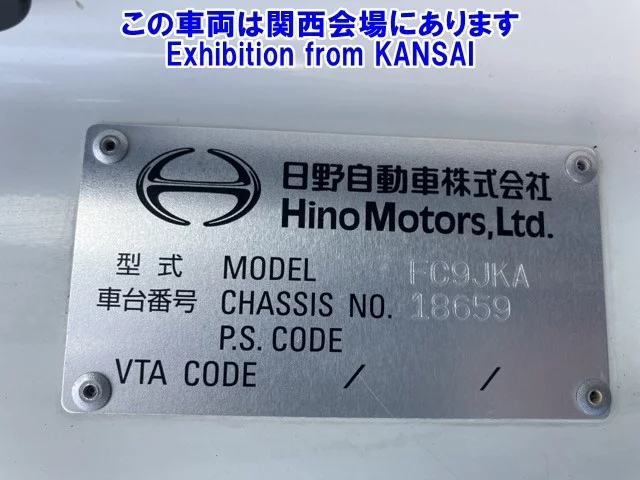 この車両は関西会場にあります
Exhibition from KANSAI
日野自動車株式会社
Hino Motors, Ltd.
型式 MODEL FC9JKA
車台番号 CHASSIS NO. 18659
P.S. CODE
VTA CODE / /